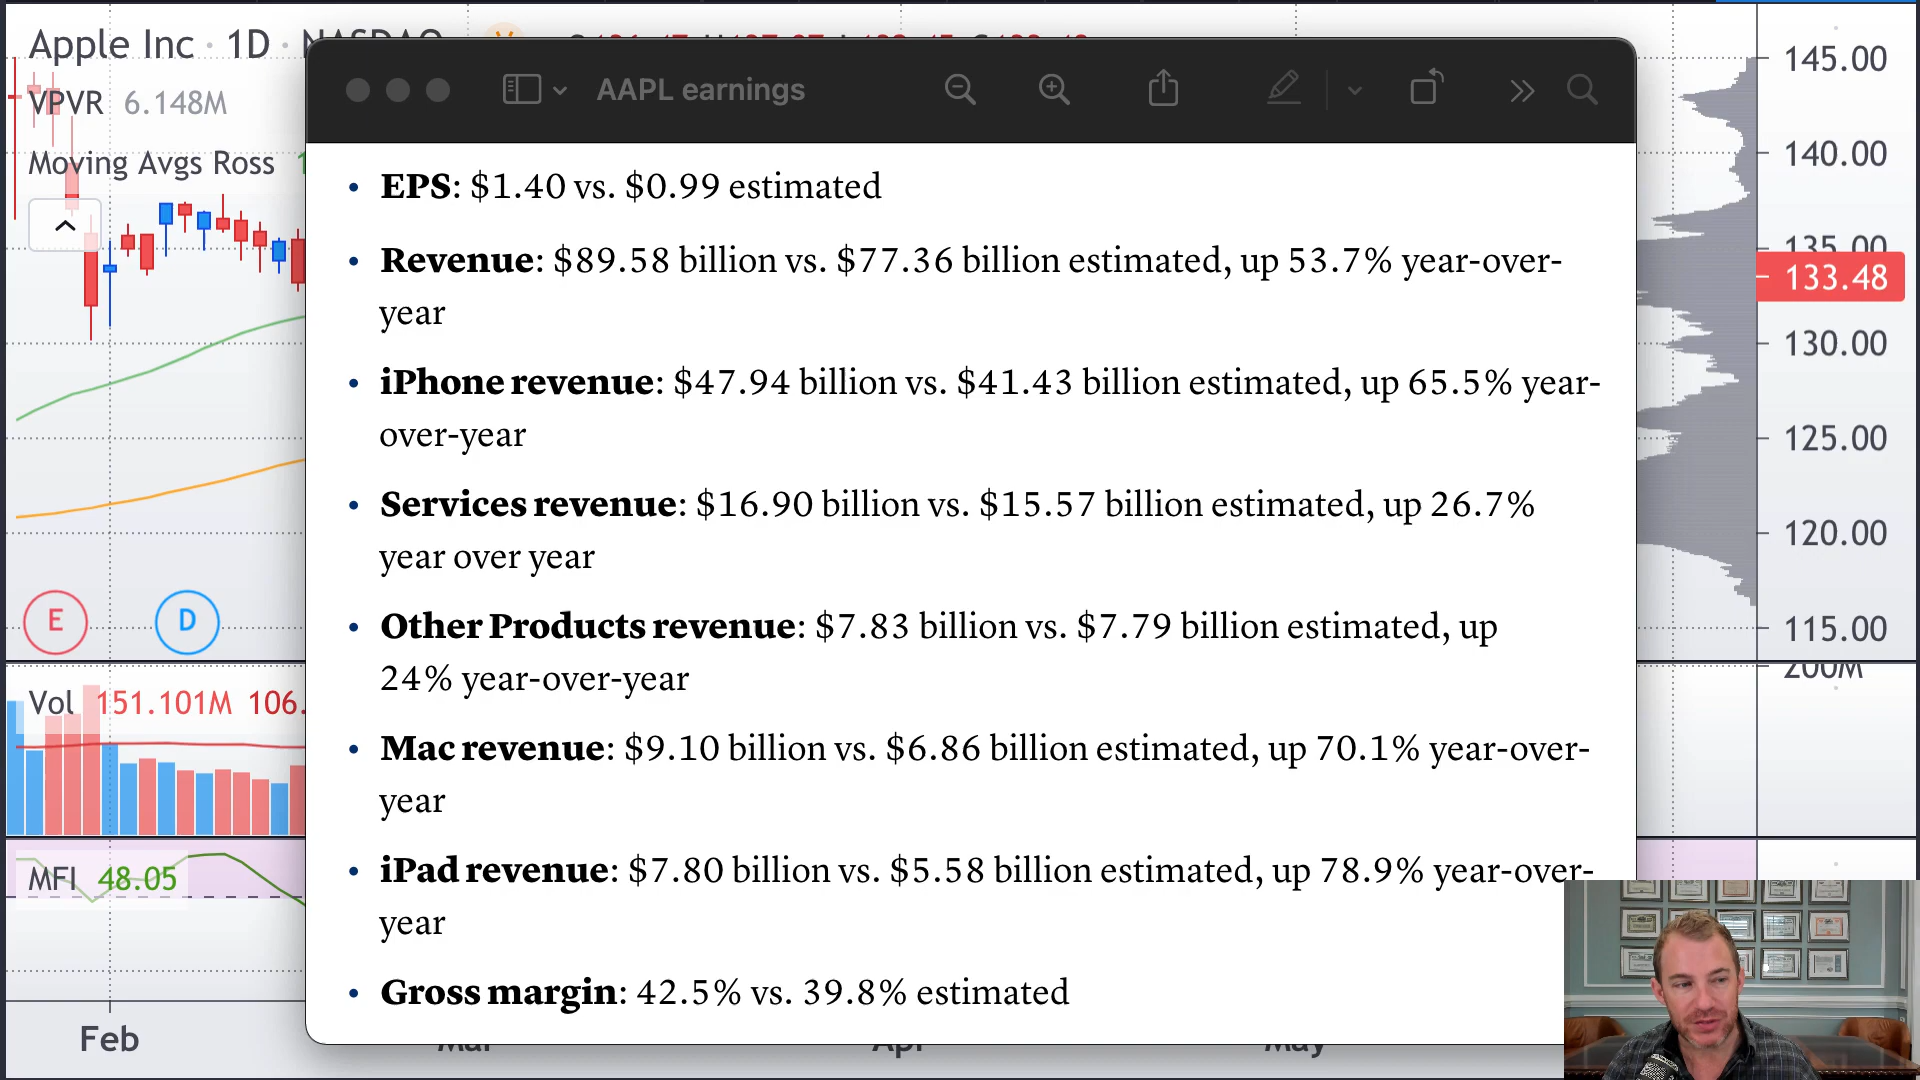 Apple Inc · 1D · NASDAQ
VPVR 6.148M
Moving Avgs Ross
AAPL earnings
• EPS: $1.40 vs. $0.99 estimated
• Revenue: $89.58 billion vs. $77.36 billion estimated, up 53.7% year-over-
year
• iPhone revenue: $47.94 billion vs. $41.43 billion estimated, up 65.5% year-
over-year
• Services revenue: $16.90 billion vs. $15.57 billion estimated, up 26.7%
year over year
• Other Products revenue: $7.83 billion vs. $7.79 billion estimated, up
24% year-over-year
• Mac revenue: $9.10 billion vs. $6.86 billion estimated, up 70.1% year-over-
year
• iPad revenue: $7.80 billion vs. $5.58 billion estimated, up 78.9% year-over-
year
• Gross margin: 42.5% vs. 39.8% estimated
145.00
140.00
135.00
133.48
130.00
125.00
120.00
115.00
200M
E
D
Vol 151.101M 106.
MFI 48.05
Feb
Mar
Apr
May